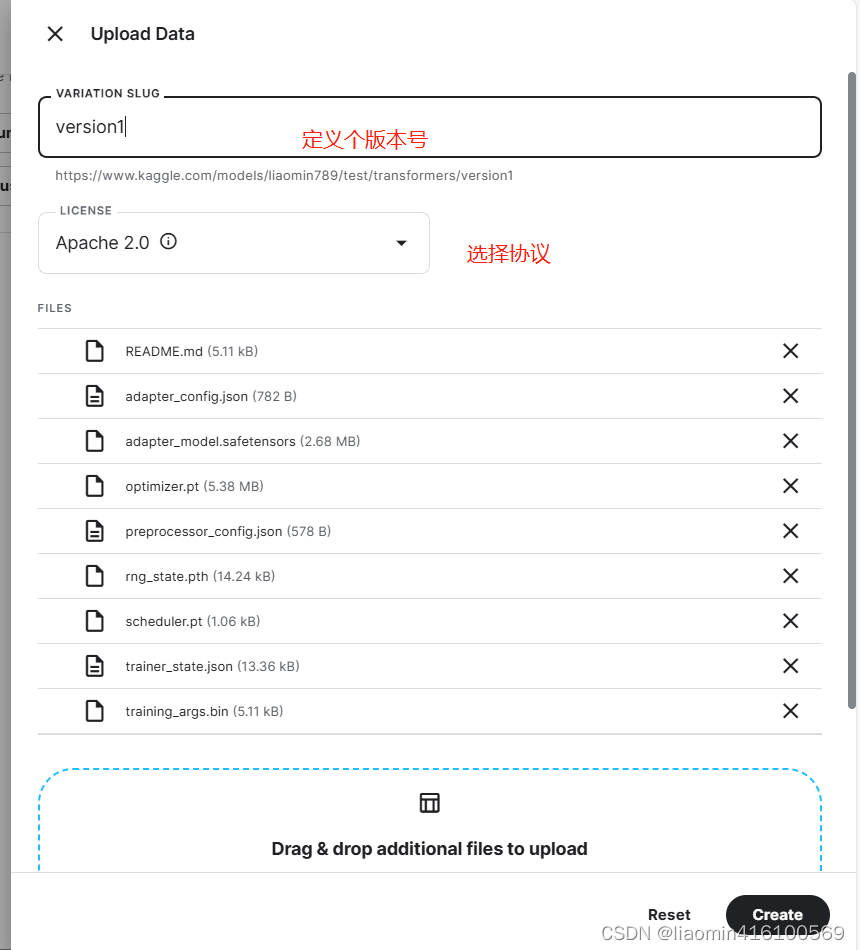 Upload Data
VARIATION SLUG
version1
定义个版本号
https://www.kaggle.com/models/liaomin789/test/transformers/version1
LICENSE
Apache 2.0
选择协议
FILES
README.md (5.11 kB)
adapter_config.json (782 B)
adapter_model.safetensors (2.68 MB)
optimizer.pt (5.38 MB)
preprocessor_config.json (578 B)
rng_state.pth (14.24 kB)
scheduler.pt (1.06 kB)
trainer_state.json (13.36 kB)
training_args.bin (5.11 kB)
Drag & drop additional files to upload
Reset
Create
CSDN @liaomin416100569